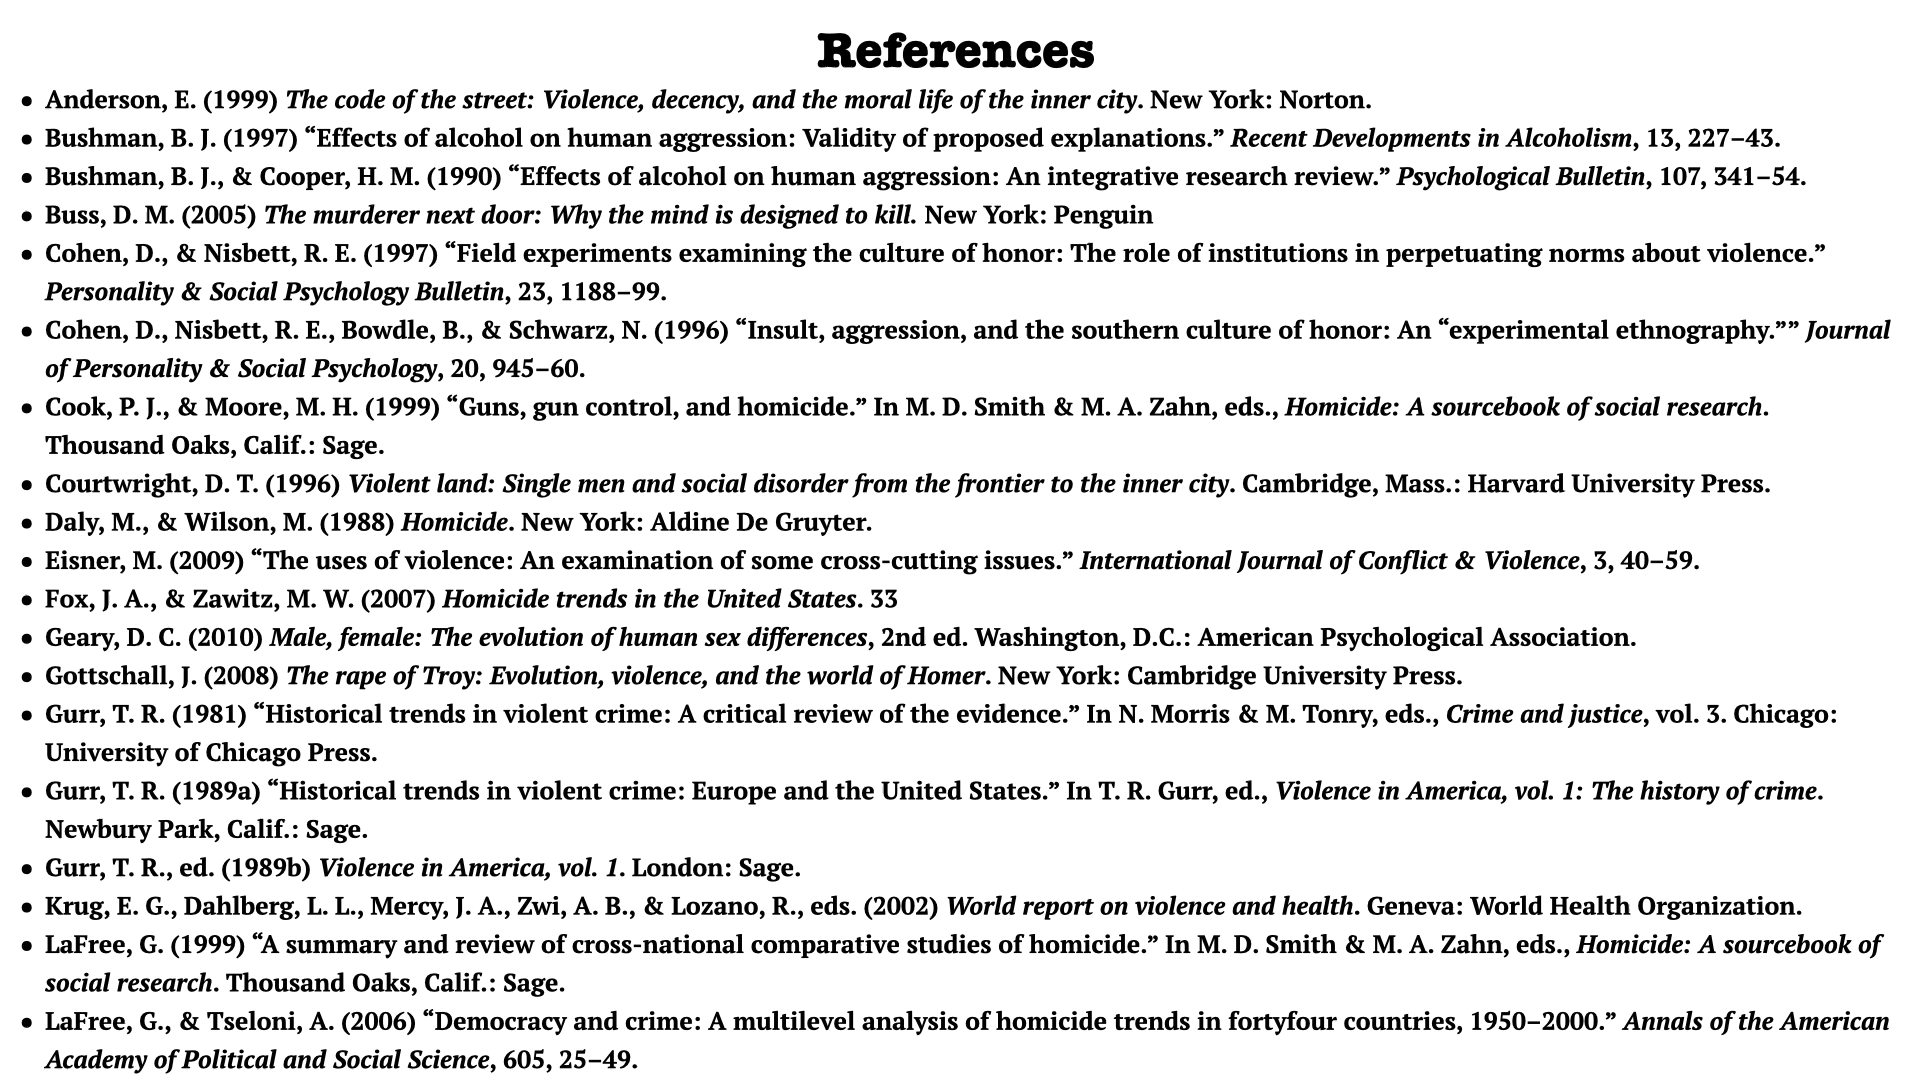 References
• Anderson, E. (1999) The code of the street: Violence, decency, and the moral life of the inner city. New York: Norton.
• Bushman, B. J. (1997) “Effects of alcohol on human aggression: Validity of proposed explanations.” Recent Developments in Alcoholism, 13, 227–43.
• Bushman, B. J., & Cooper, H. M. (1990) “Effects of alcohol on human aggression: An integrative research review.” Psychological Bulletin, 107, 341–54.
• Buss, D. M. (2005) The murderer next door: Why the mind is designed to kill. New York: Penguin
• Cohen, D., & Nisbett, R. E. (1997) “Field experiments examining the culture of honor: The role of institutions in perpetuating norms about violence.”
Personality & Social Psychology Bulletin, 23, 1188–99.
• Cohen, D., Nisbett, R. E., Bowdle, B., & Schwarz, N. (1996) “Insult, aggression, and the southern culture of honor: An “experimental ethnography.”” Journal
of Personality & Social Psychology, 20, 945–60.
• Cook, P. J., & Moore, M. H. (1999) “Guns, gun control, and homicide.” In M. D. Smith & M. A. Zahn, eds., Homicide: A sourcebook of social research.
Thousand Oaks, Calif.: Sage.
• Courtwright, D. T. (1996) Violent land: Single men and social disorder from the frontier to the inner city. Cambridge, Mass.: Harvard University Press.
• Daly, M., & Wilson, M. (1988) Homicide. New York: Aldine De Gruyter.
• Eisner, M. (2009) “The uses of violence: An examination of some cross-cutting issues.” International Journal of Conflict & Violence, 3, 40–59.
• Fox, J. A., & Zawitz, M. W. (2007) Homicide trends in the United States. 33
• Geary, D. C. (2010) Male, female: The evolution of human sex differences, 2nd ed. Washington, D.C.: American Psychological Association.
• Gottschall, J. (2008) The rape of Troy: Evolution, violence, and the world of Homer. New York: Cambridge University Press.
• Gurr, T. R. (1981) “Historical trends in violent crime: A critical review of the evidence.” In N. Morris & M. Tonry, eds., Crime and justice, vol. 3. Chicago:
University of Chicago Press.
• Gurr, T. R. (1989a) “Historical trends in violent crime: Europe and the United States.” In T. R. Gurr, ed., Violence in America, vol. 1: The history of crime.
Newbury Park, Calif.: Sage.
• Gurr, T. R., ed. (1989b) Violence in America, vol. 1. London: Sage.
• Krug, E. G., Dahlberg, L. L., Mercy, J. A., Zwi, A. B., & Lozano, R., eds. (2002) World report on violence and health. Geneva: World Health Organization.
• LaFree, G. (1999) “A summary and review of cross-national comparative studies of homicide.” In M. D. Smith & M. A. Zahn, eds., Homicide: A sourcebook of
social research. Thousand Oaks, Calif.: Sage.
• LaFree, G., & Tseloni, A. (2006) “Democracy and crime: A multilevel analysis of homicide trends in fortyfour countries, 1950–2000.” Annals of the American
Academy of Political and Social Science, 605, 25–49.